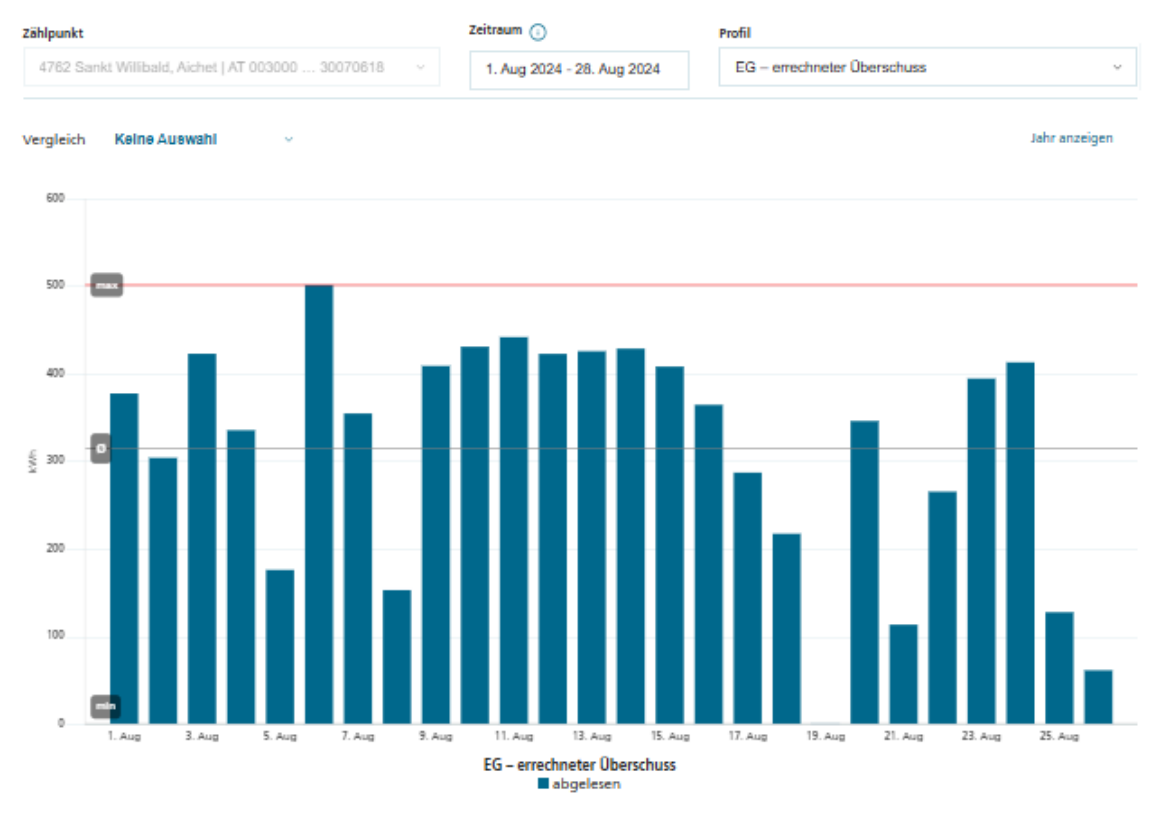 Zählpunkt
Zeitraum
Profil
4762 Sankt Willibald, Aichet | AT 003000 ... 30070618
1. Aug 2024 - 28. Aug 2024
EG – errechneter Überschuss
Vergleich
Keine Auswahl
Jahr anzeigen
600
max
500
400
Ø
300
kWh
200
100
min
0
1. Aug 3. Aug 5. Aug 7. Aug 9. Aug 11. Aug 13. Aug 15. Aug 17. Aug 19. Aug 21. Aug 23. Aug 25. Aug
EG – errechneter Überschuss
abgelesen